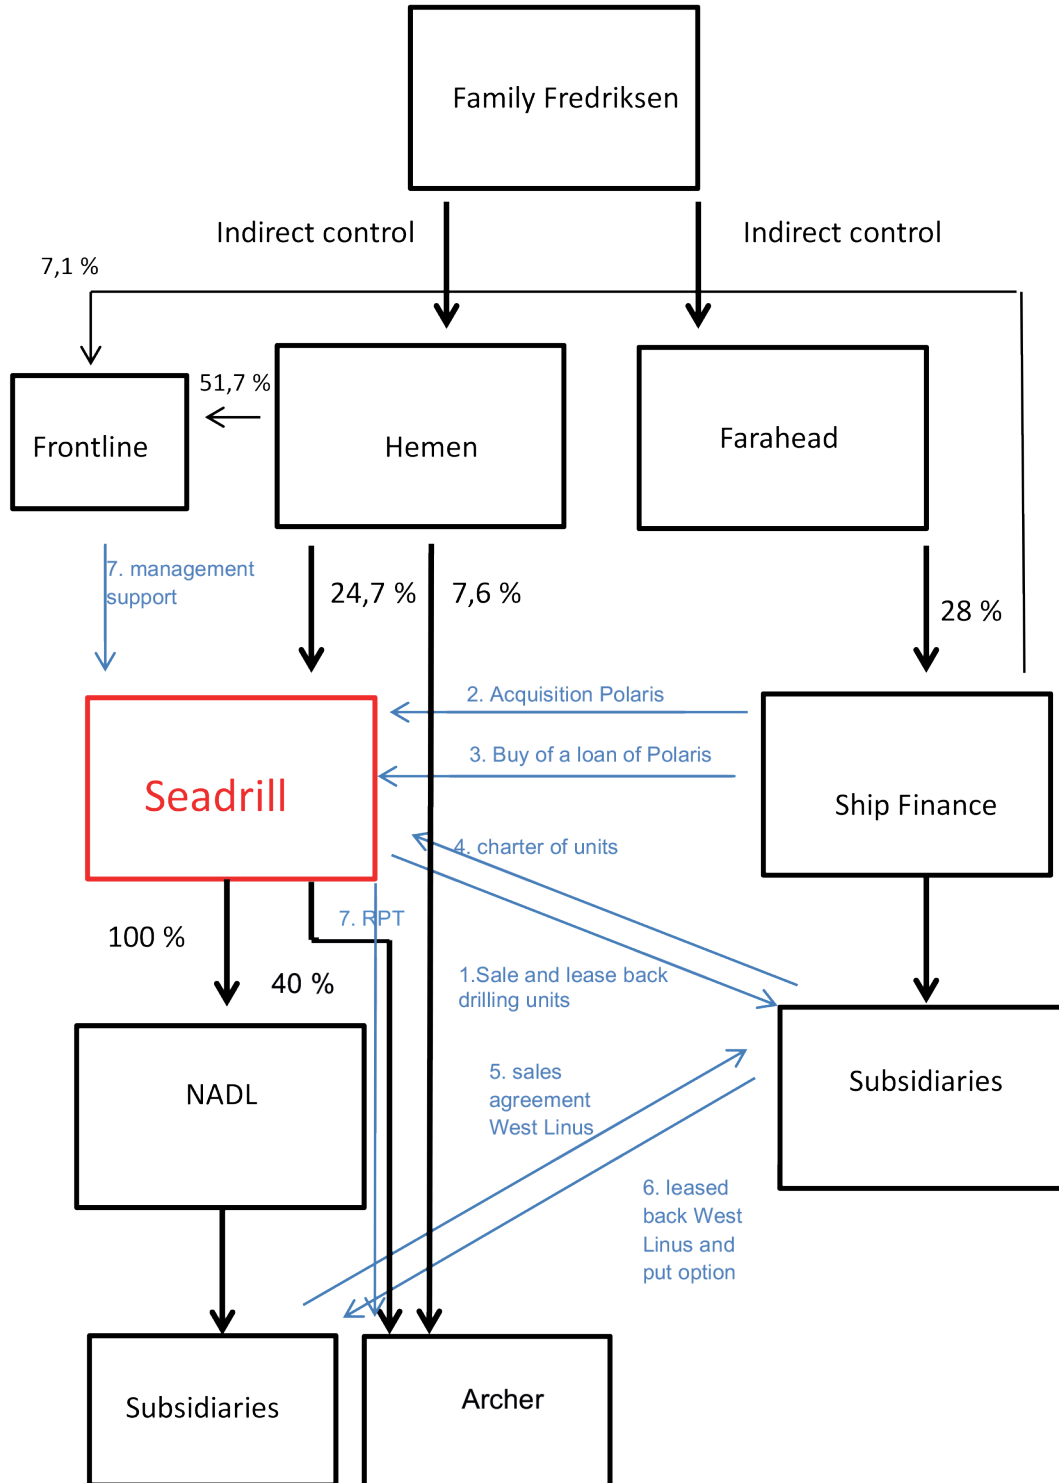 Family Fredriksen
Indirect control
Indirect control
7,1 %
51,7 %
Frontline
Hemen
Farahead
7. management
support
24,7 %
7,6 %
28 %
2. Acquisition Polaris
3. Buy of a loan of Polaris
Seadrill
Ship Finance
4. charter of units
7. RPT
100 %
40 %
1.Sale and lease back
drilling units
NADL
5. sales
agreement
West Linus
Subsidiaries
6. leased
back West
Linus and
put option
Subsidiaries
Archer